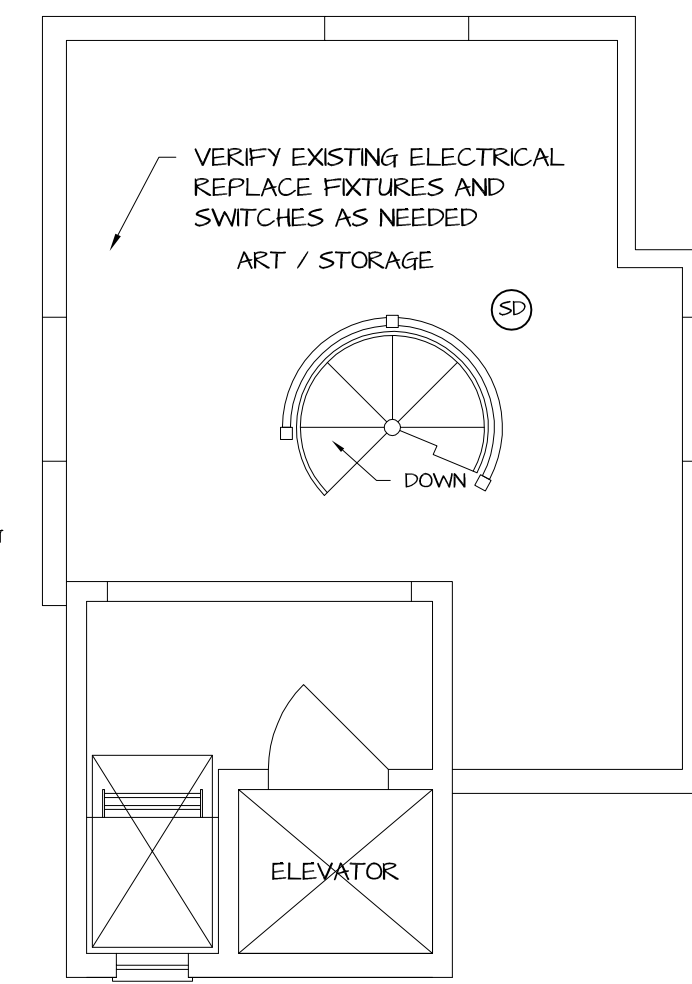 VERIFY EXISTING ELECTRICAL
REPLACE FIXTURES AND
SWITCHES AS NEEDED
ART / STORAGE
SD
DOWN
ELEVATOR